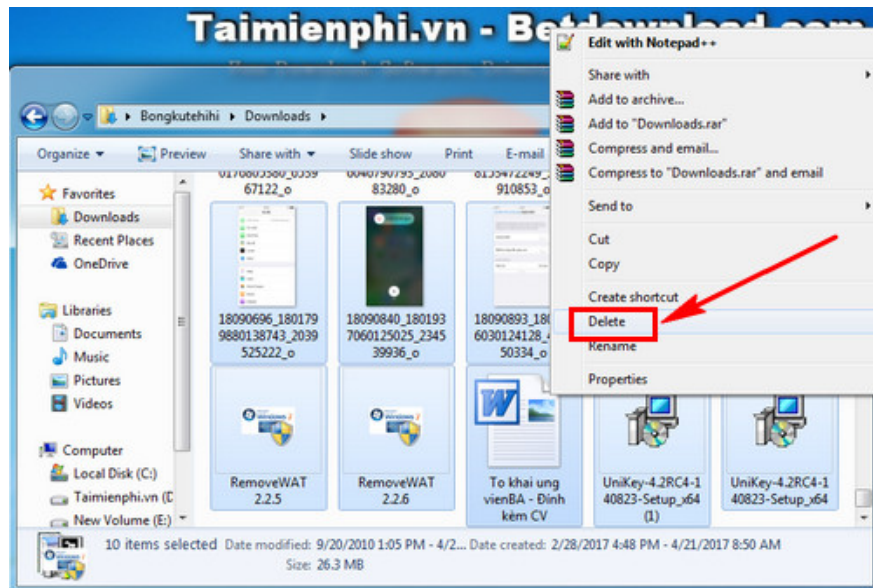 Taimienphi.vn - Betdownload.com
Bongkutehihi Downloads
Organize Preview Share with Slide show Print E-mail
Favorites
Downloads
Recent Places
OneDrive
Libraries
Documents
Music
Pictures
Videos
Computer
Local Disk (C:)
Taimienphi.vn (D
New Volume (E:)
67122_o
83280_o
910853_o
18090696_180179
9880138743_2039
525222_o
18090840_180193
7060125025_2345
39936_o
18090893_180
6030124128_
50334_o
RemoveWAT
2.2.5
RemoveWAT
2.2.6
To khai ung
vienBA - Đính
kèm CV
UniKey-4.2RC4-1
40823-Setup_x64
(1)
UniKey-4.2RC4-1
40823-Setup_x64
Edit with Notepad++
Share with
Add to archive...
Add to "Downloads.rar"
Compress and email...
Compress to "Downloads.rar" and email
Send to
Cut
Copy
Create shortcut
Delete
Rename
Properties
10 items selected Date modified: 9/20/2010 1:05 PM - 4/2... Date created: 2/28/2017 4:48 PM - 4/21/2017 8:50 AM
Size: 26.3 MB